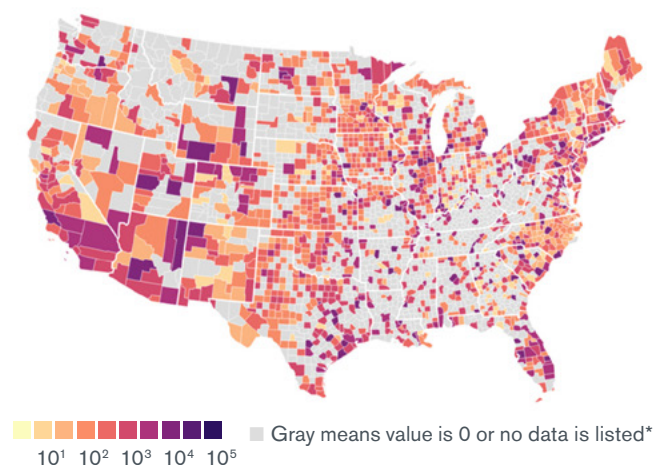 Gray means value is 0 or no data is listed*
10¹ 10² 10³ 10⁴ 10⁵